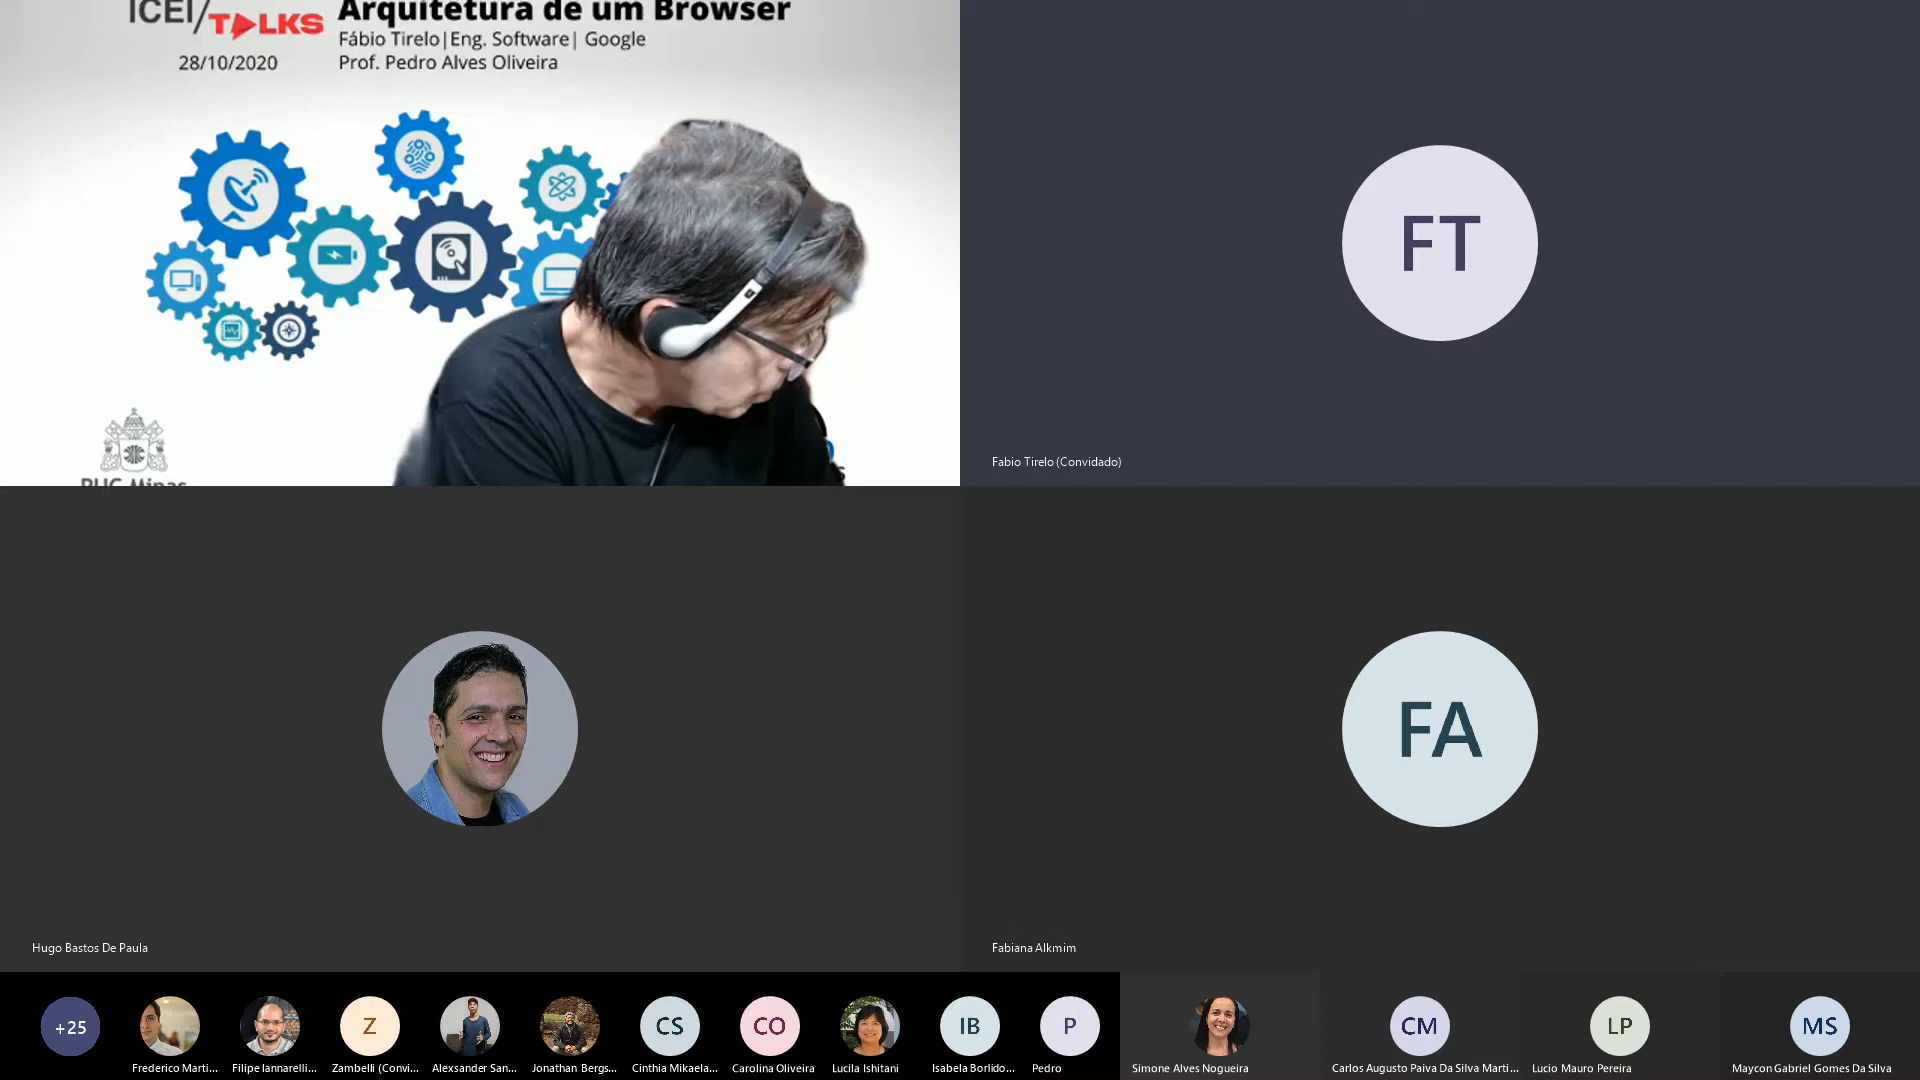 ICEI/TALKS
Arquitetura de um Browser
Fábio Tirelo|Eng. Software| Google
28/10/2020
Prof. Pedro Alves Oliveira
PUC Minas
FT
Fabio Tirelo (Convidado)
FA
Hugo Bastos De Paula
Fabiana Alkmim
+25
Z
CS
CO
IB
P
CM
LP
MS
Frederico Marti...
Filipe Iannarelli...
Zambelli (Convi...
Alexsander San...
Jonathan Bergs...
Cinthia Mikaela...
Carolina Oliveira
Lucila Ishitani
Isabela Borlido...
Pedro
Simone Alves Nogueira
Carlos Augusto Paiva Da Silva Marti...
Lucio Mauro Pereira
Maycon Gabriel Gomes Da Silva